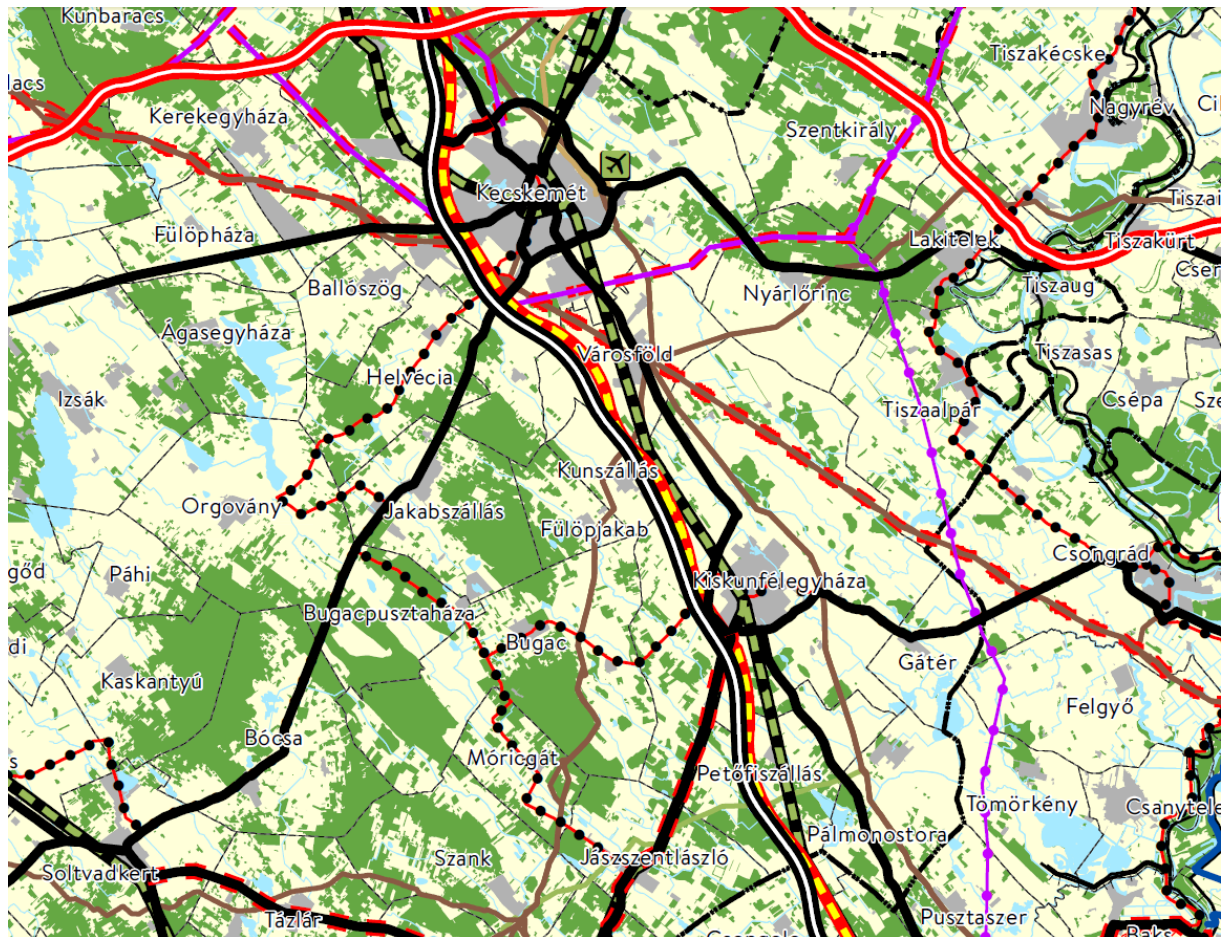 Kunbaracs
Tiszakécske
Nagyrév
Kerekegyháza
Szentkirály
Kecskemét
Fülöpháza
Lakitelek
Tiszakürt
Ballószög
Nyárlőrinc
Tiszaug
Ágasegyháza
Városföld
Tiszasas
Helvécia
Izsák
Tiszaalpár
Csépa
Kunszállás
Orgovány
Jakabszállás
Fülöpjakab
Csongrád
Páhi
Kiskunfélegyháza
Bugacpusztaháza
Bugac
Gátér
Kaskantyú
Felgyő
Bócsa
Móricgát
Petőfiszállás
Tömörkény
Csanytele
Pálmonostora
Szank
Jászszentlászló
Soltvadkert
Tázlár
Pusztaszer
Baks